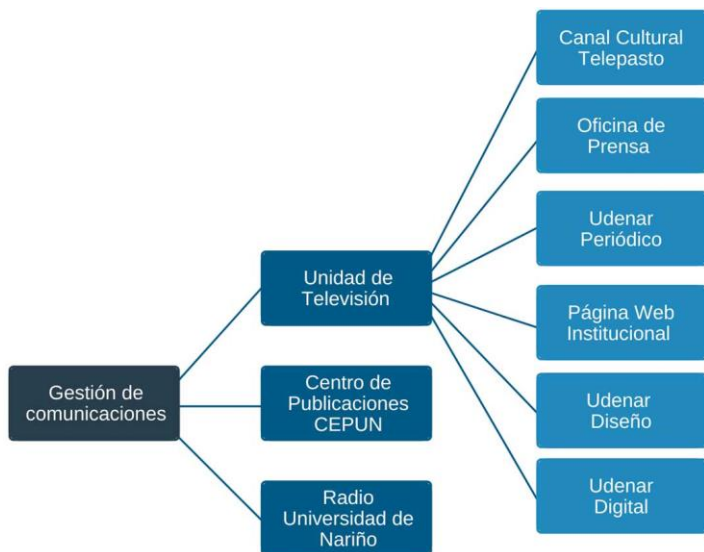 Gestión de
comunicaciones
Unidad de
Televisión
Centro de
Publicaciones
CEPUN
Radio
Universidad de
Nariño
Canal Cultural
Telepasto
Oficina de
Prensa
Udenar
Periódico
Página Web
Institucional
Udenar
Diseño
Udenar
Digital